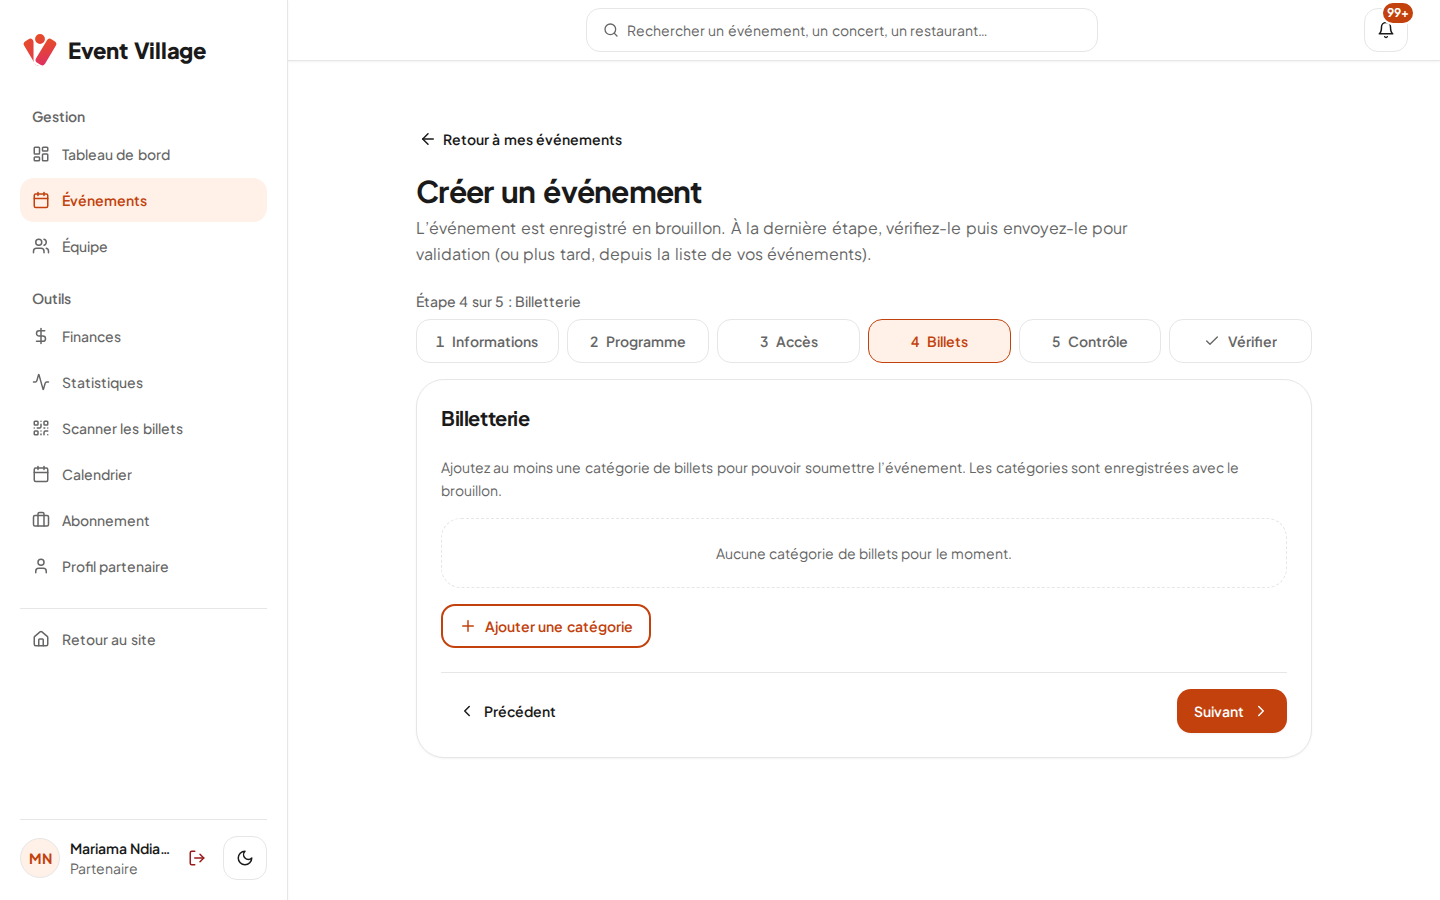 Event Village
Rechercher un événement, un concert, un restaurant...
99+
Gestion
Tableau de bord
Événements
Équipe
Outils
Finances
Statistiques
Scanner les billets
Calendrier
Abonnement
Profil partenaire
Retour au site
MN
Mariama Ndia...
Partenaire
Retour à mes événements
Créer un événement
L'événement est enregistré en brouillon. À la dernière étape, vérifiez-le puis envoyez-le pour
validation (ou plus tard, depuis la liste de vos événements).
Étape 4 sur 5 : Billetterie
1 Informations
2 Programme
3 Accès
4 Billets
5 Contrôle
Vérifier
Billetterie
Ajoutez au moins une catégorie de billets pour pouvoir soumettre l'événement. Les catégories sont enregistrées avec le
brouillon.
Aucune catégorie de billets pour le moment.
Ajouter une catégorie
Précédent
Suivant